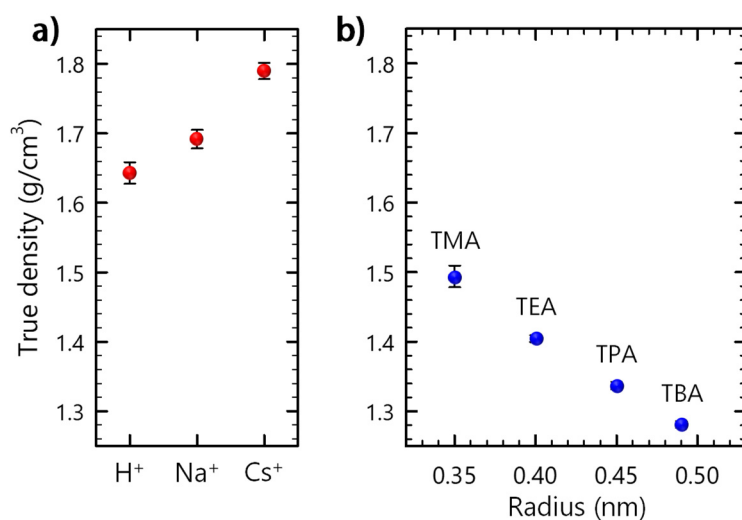 a)
True density (g/cm³)
1.8
1.7
1.6
1.5
1.4
1.3
H⁺ Na⁺ Cs⁺
b)
1.8
1.7
1.6
1.5
1.4
1.3
TMA
TEA
TPA
TBA
0.35 0.40 0.45 0.50
Radius (nm)